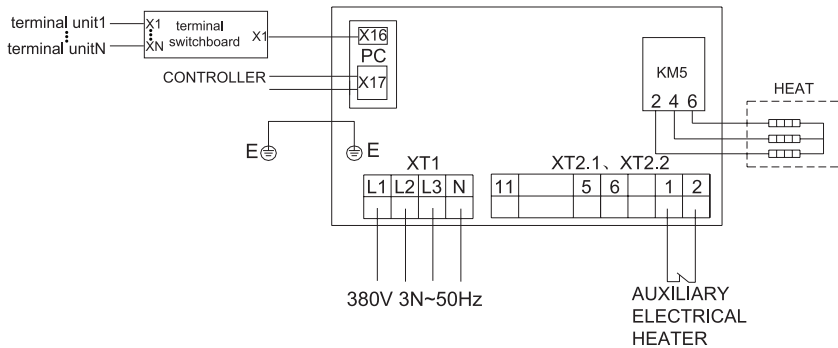 terminal unit1
terminal unitN
X1
XN
terminal
switchboard
X1
X16
PC
X17
CONTROLLER
E
E
KM5
2 4 6
HEAT
XT1
L1 L2 L3 N
XT2.1、XT2.2
11 5 6 1 2
380V 3N~50Hz
AUXILIARY
ELECTRICAL
HEATER